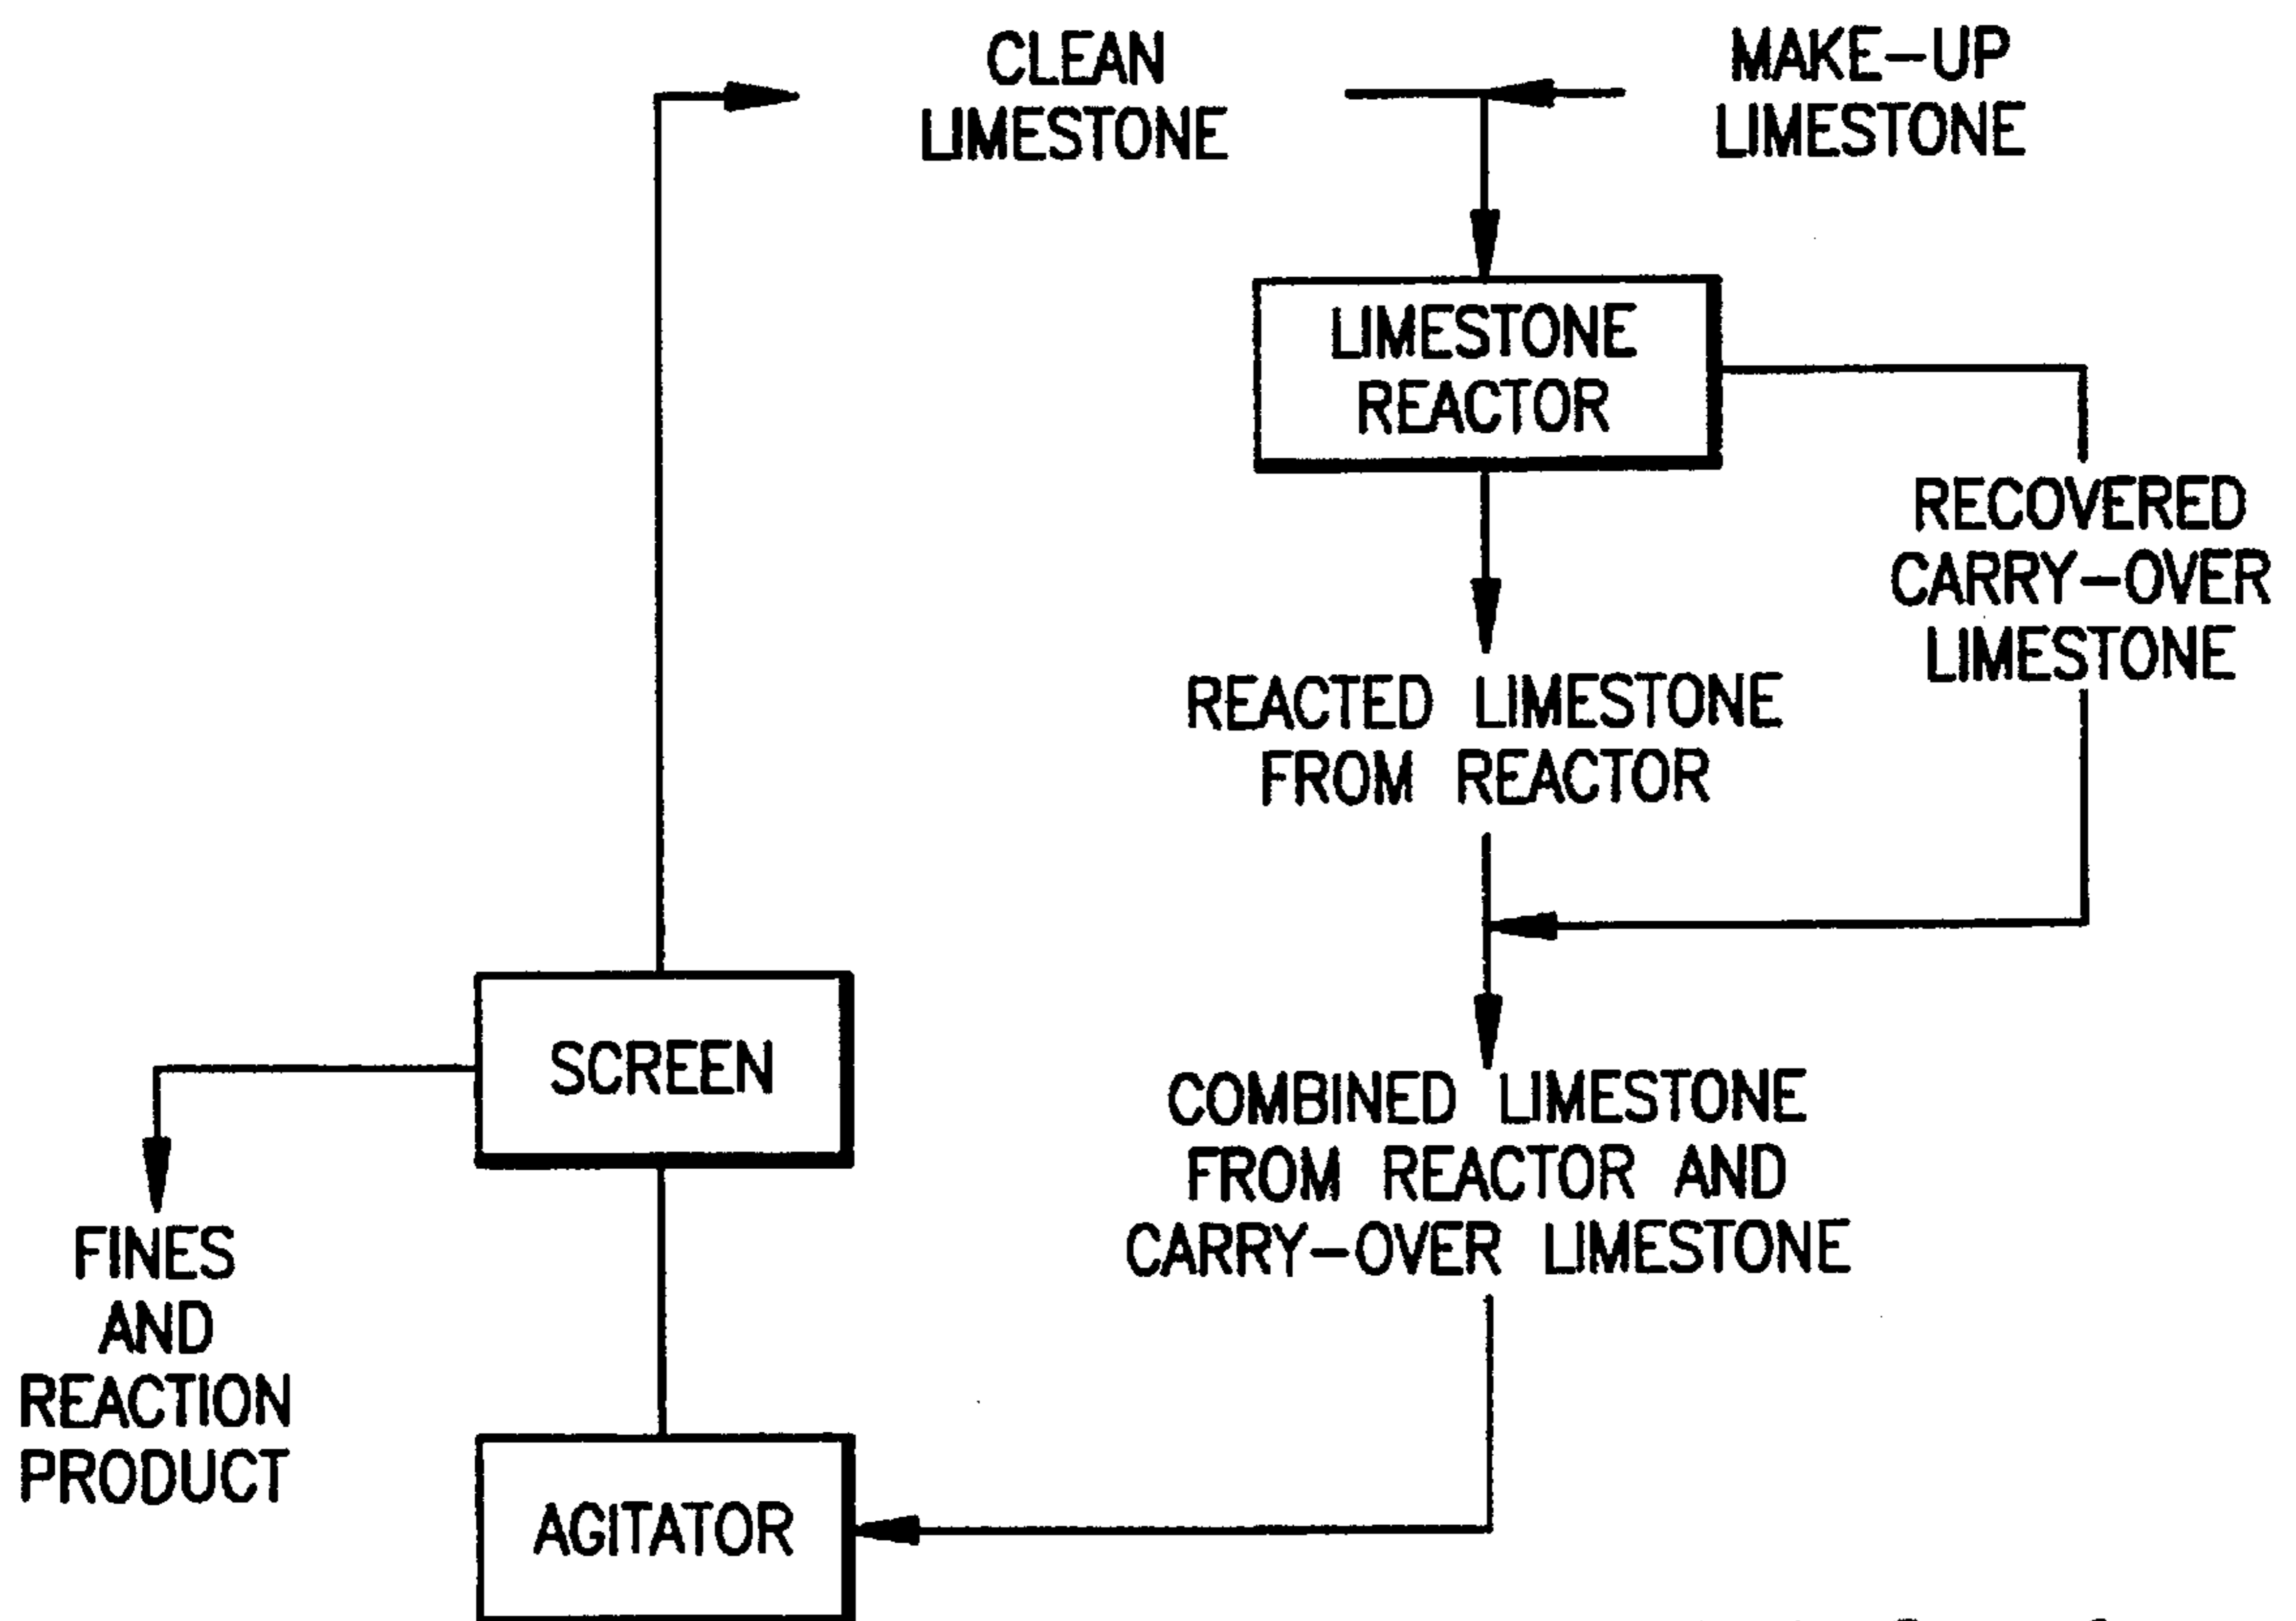 CLEAN
LIMESTONE
MAKE-UP
LIMESTONE
LIMESTONE
REACTOR
RECOVERED
CARRY-OVER
LIMESTONE
REACTED LIMESTONE
FROM REACTOR
SCREEN
COMBINED LIMESTONE
FROM REACTOR AND
CARRY-OVER LIMESTONE
FINES
AND
REACTION
PRODUCT
AGITATOR